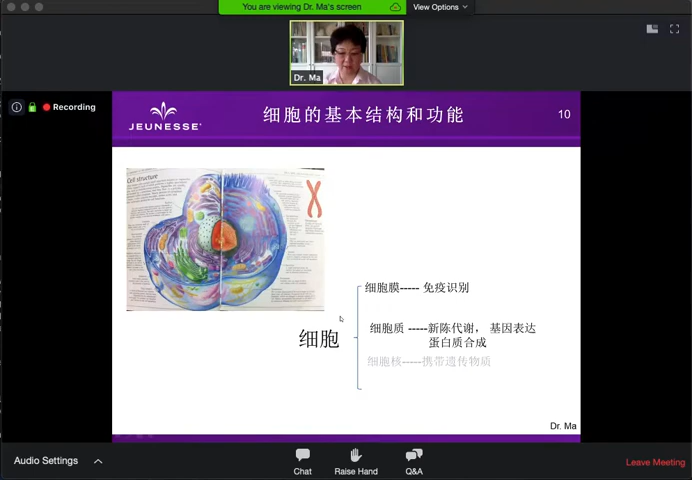 You are viewing Dr. Ma's screen
View Options
Dr. Ma
Recording
JEUNESSE
细胞的基本结构和功能
10
Cell structure
细胞膜----- 免疫识别
细胞
细胞质 -----新陈代谢， 基因表达
蛋白质合成
细胞核-----携带遗传物质
Dr. Ma
Audio Settings
Chat
Raise Hand
Q&A
Leave Meeting